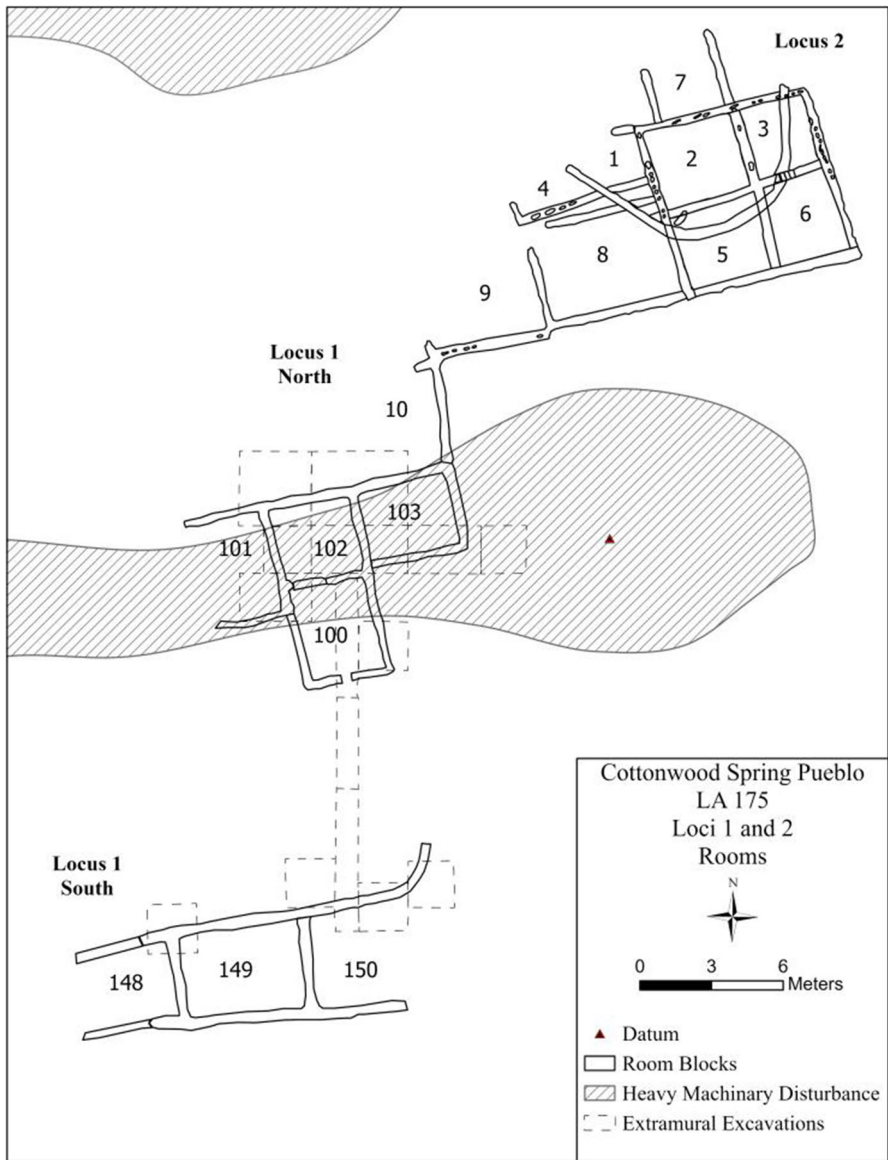 Locus 2
7
3
1
2
4
6
8
5
9
Locus 1
North
10
103
101
102
100
Locus 1
South
148
149
150
Cottonwood Spring Pueblo
LA 175
Loci 1 and 2
Rooms
N
0 3 6
Meters
Datum
Room Blocks
Heavy Machinary Disturbance
Extramural Excavations